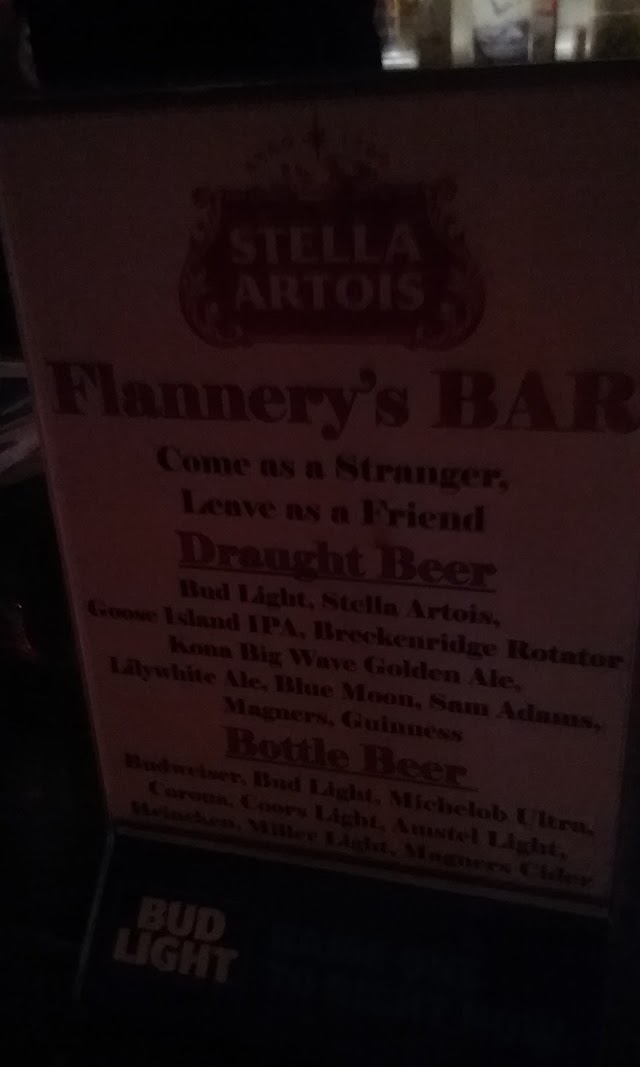 STELLA
ARTOIS
Flannery's BAR
Come as a Stranger,
Leave as a Friend
Draught Beer
Bud Light, Stella Artois,
Goose Island IPA, Breckenridge Rotator
Kona Big Wave Golden Ale,
Lilywhite Ale, Blue Moon, Sam Adams,
Magners, Guinness
Bottle Beer
Budweiser, Bud Light, Michelob Ultra,
Corona, Coors Light, Amstel Light,
Heineken, Miller Light, Magners Cider
BUD
LIGHT